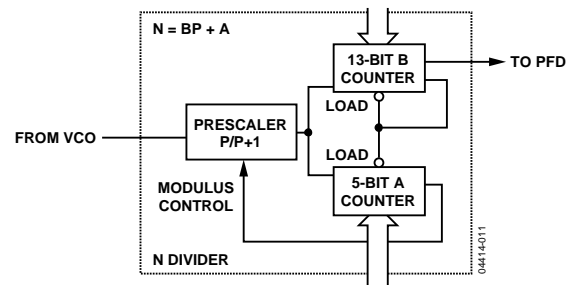 N = BP + A
13-BIT B
COUNTER
TO PFD
LOAD
PRESCALER
P/P+1
FROM VCO
LOAD
MODULUS
CONTROL
5-BIT A
COUNTER
N DIVIDER
04414-011